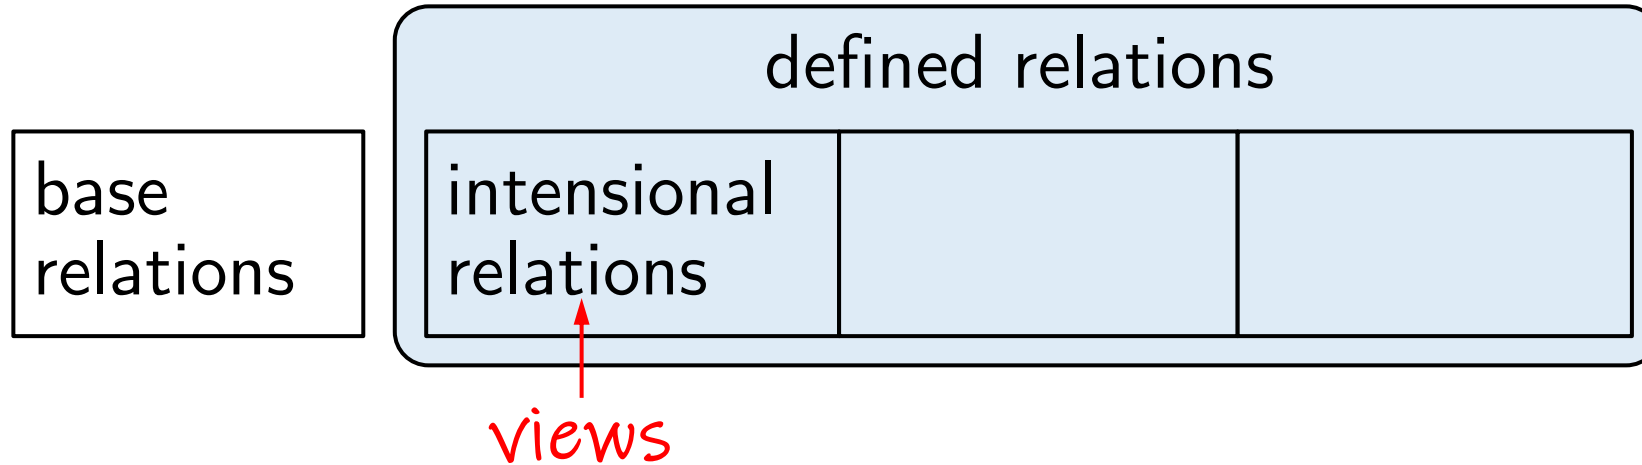 defined relations
base
relations
intensional
relations
views